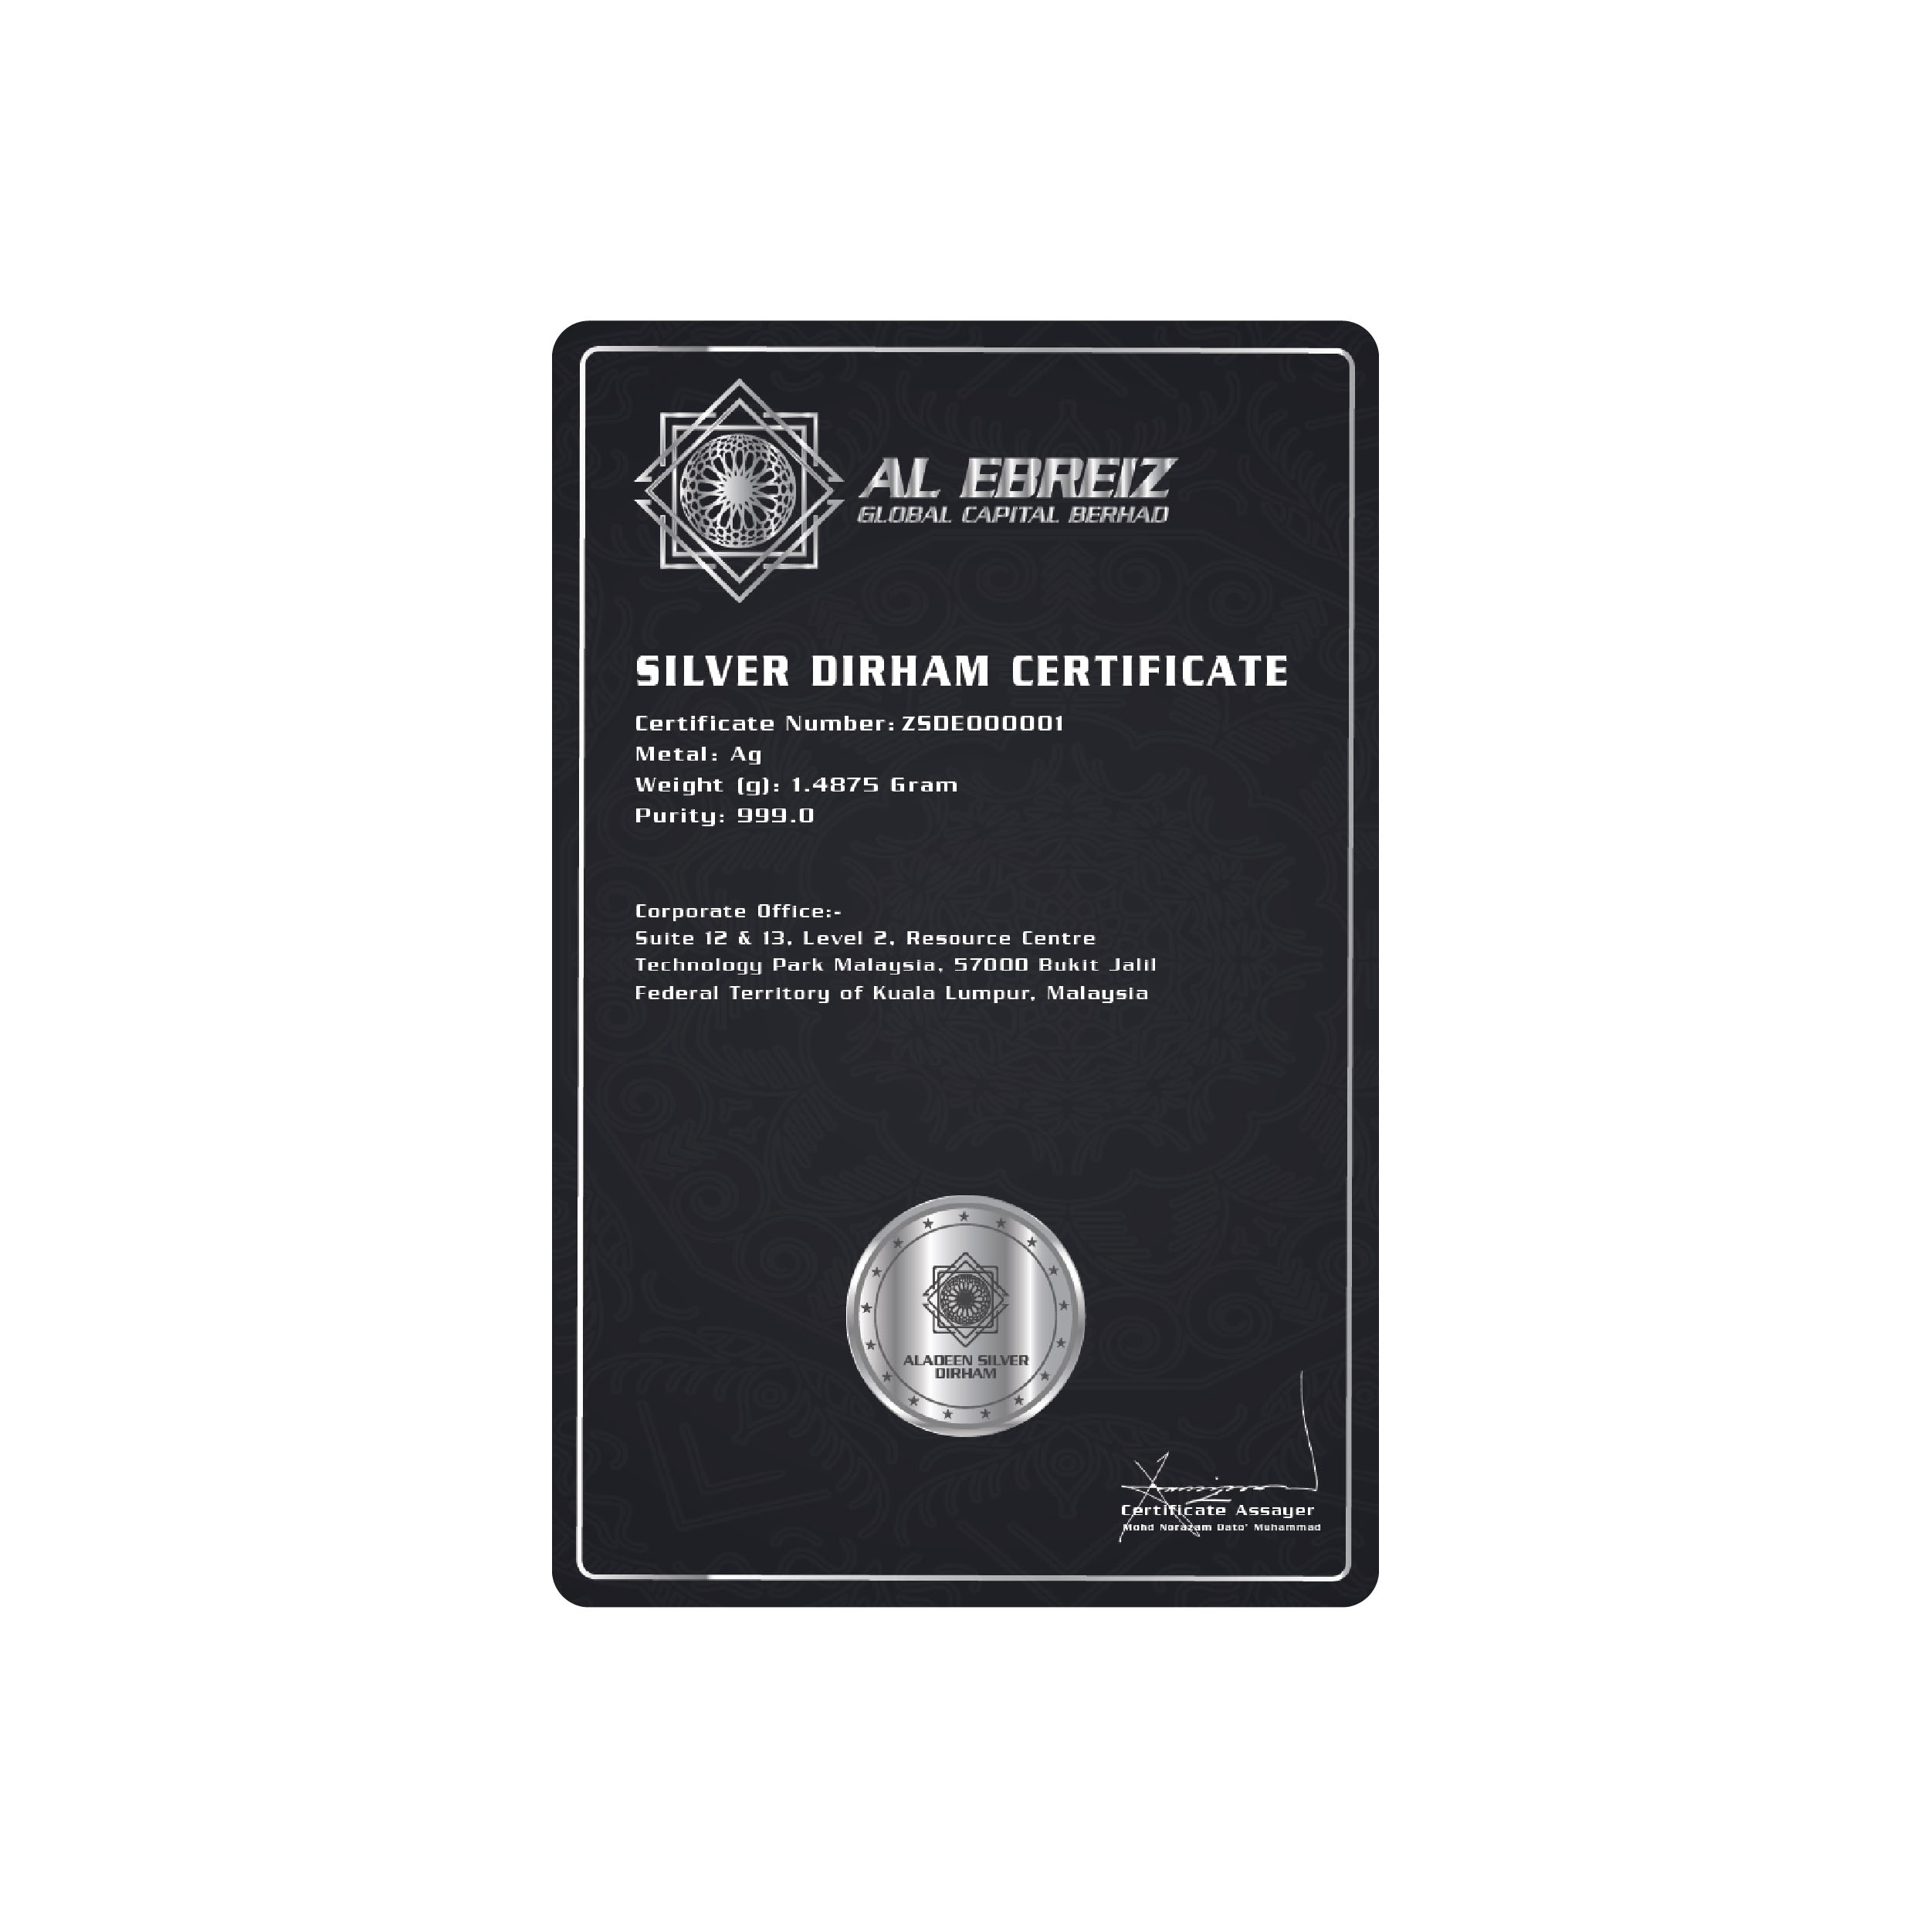 AL EBREIZ
GLOBAL CAPITAL BERHAD
SILVER DIRHAM CERTIFICATE
Certificate Number: ZSDE000001
Metal: Ag
Weight (g): 1.4875 Gram
Purity: 999.0
Corporate Office:-
Suite 12 & 13, Level 2, Resource Centre
Technology Park Malaysia, 57000 Bukit Jalil
Federal Territory of Kuala Lumpur, Malaysia
ALADEEN SILVER
DIRHAM
Certificate Assayer
Mohd Norazam Dato' Muhammad